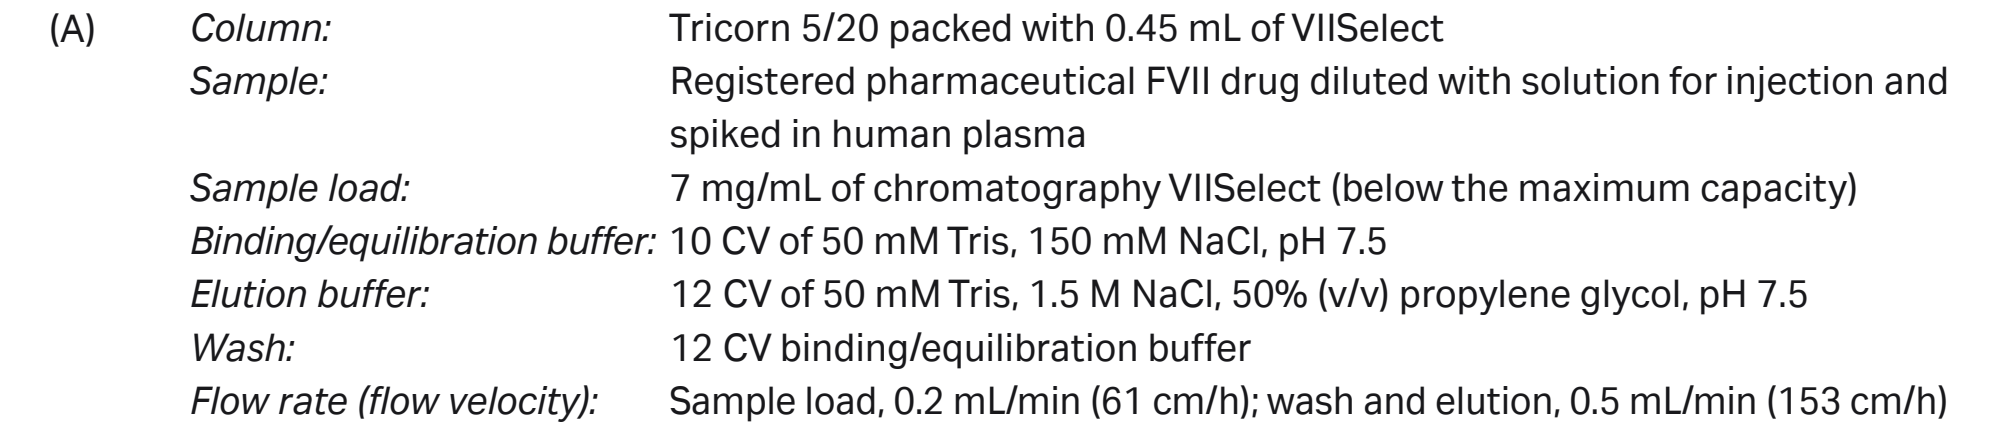 (A) Column: Tricorn 5/20 packed with 0.45 mL of VIISelect
Sample: Registered pharmaceutical FVII drug diluted with solution for injection and
spiked in human plasma
Sample load: 7 mg/mL of chromatography VIISelect (below the maximum capacity)
Binding/equilibration buffer: 10 CV of 50 mM Tris, 150 mM NaCl, pH 7.5
Elution buffer: 12 CV of 50 mM Tris, 1.5 M NaCl, 50% (v/v) propylene glycol, pH 7.5
Wash: 12 CV binding/equilibration buffer
Flow rate (flow velocity): Sample load, 0.2 mL/min (61 cm/h); wash and elution, 0.5 mL/min (153 cm/h)